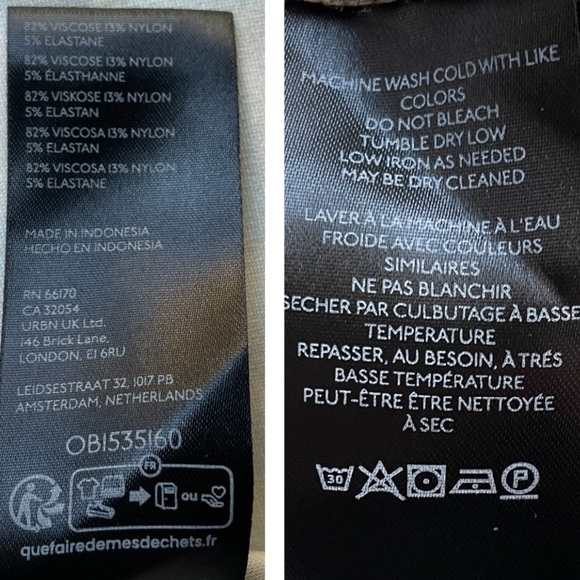 82% VISCOSE 13% NYLON
5% ELASTANE
82% VISCOSE 13% NYLON
5% ÉLASTHANNE
82% VISKOSE 13% NYLON
5% ELASTAN
82% VISCOSA 13% NYLON
5% ELASTAN
82% VISCOSA 13% NYLON
5% ELASTANE
MADE IN INDONESIA
HECHO EN INDONESIA
RN 66170
CA 32054
URBN UK Ltd.
146 Brick Lane,
LONDON, E1 6RU
LEIDSESTRAAT 32, 1017 PB
AMSTERDAM, NETHERLANDS
OB1535160
FR
ou
quefairedemesdechets.fr
MACHINE WASH COLD WITH LIKE
COLORS
DO NOT BLEACH
TUMBLE DRY LOW
LOW IRON AS NEEDED
MAY BE DRY CLEANED
LAVER À LA MACHINE À L'EAU
FROIDE AVEC COULEURS
SIMILAIRES
NE PAS BLANCHIR
SECHER PAR CULBUTAGE À BASSE
TEMPERATURE
REPASSER, AU BESOIN, À TRÉS
BASSE TEMPÉRATURE
PEUT-ÊTRE ÊTRE NETTOYÉE
À SEC
30 P